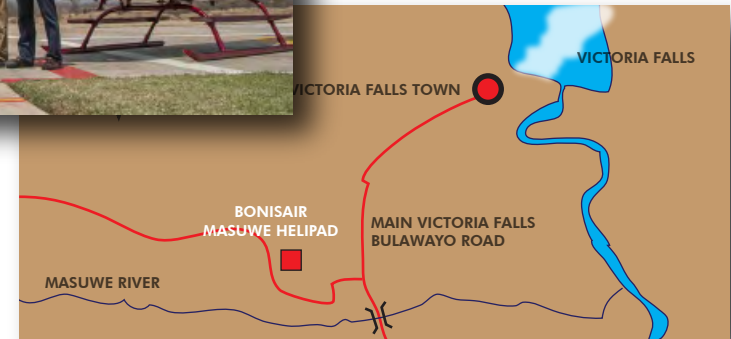 VICTORIA FALLS
VICTORIA FALLS TOWN
BONISAIR
MASUWE HELIPAD
MAIN VICTORIA FALLS
BULAWAYO ROAD
MASUWE RIVER